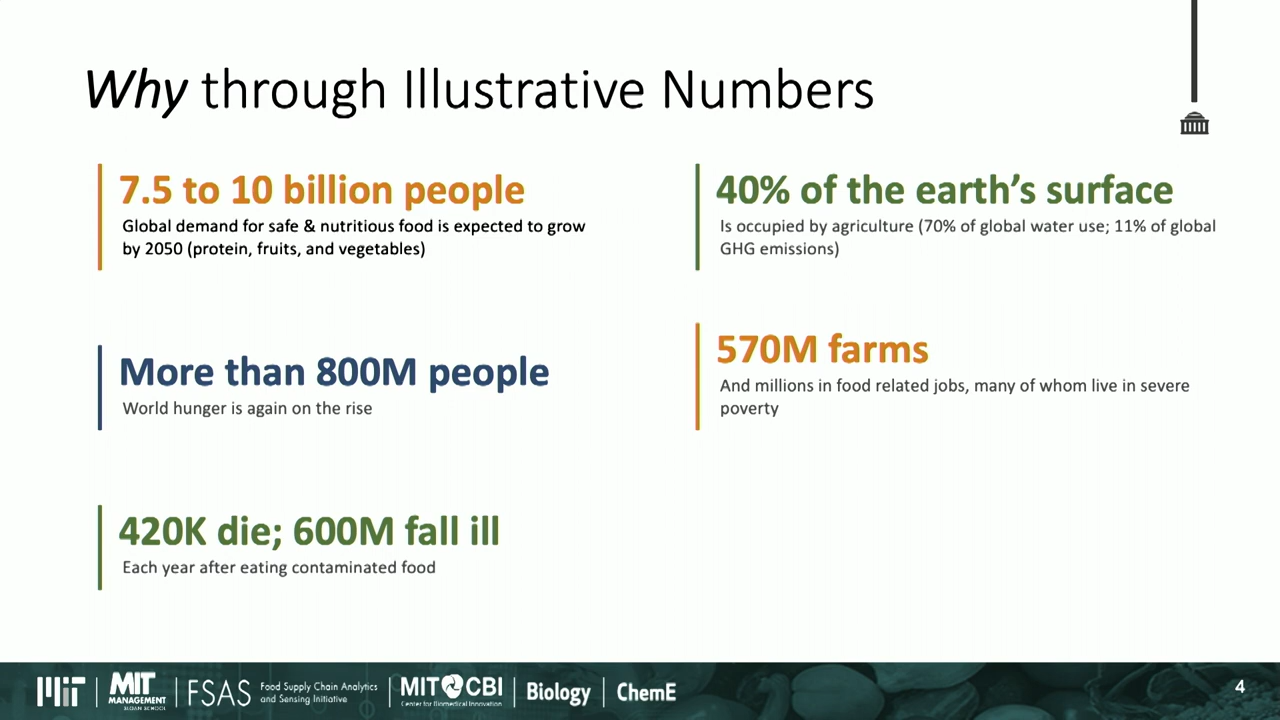 Why through Illustrative Numbers
7.5 to 10 billion people
Global demand for safe & nutritious food is expected to grow
by 2050 (protein, fruits, and vegetables)
More than 800M people
World hunger is again on the rise
420K die; 600M fall ill
Each year after eating contaminated food
40% of the earth’s surface
Is occupied by agriculture (70% of global water use; 11% of global
GHG emissions)
570M farms
And millions in food related jobs, many of whom live in severe
poverty
MIT
MIT
MANAGEMENT
SLOAN SCHOOL
FSAS
Food Supply Chain Analytics
and Sensing Initiative
MIT CBI
Center for Biomedical Innovation
Biology
ChemE
4